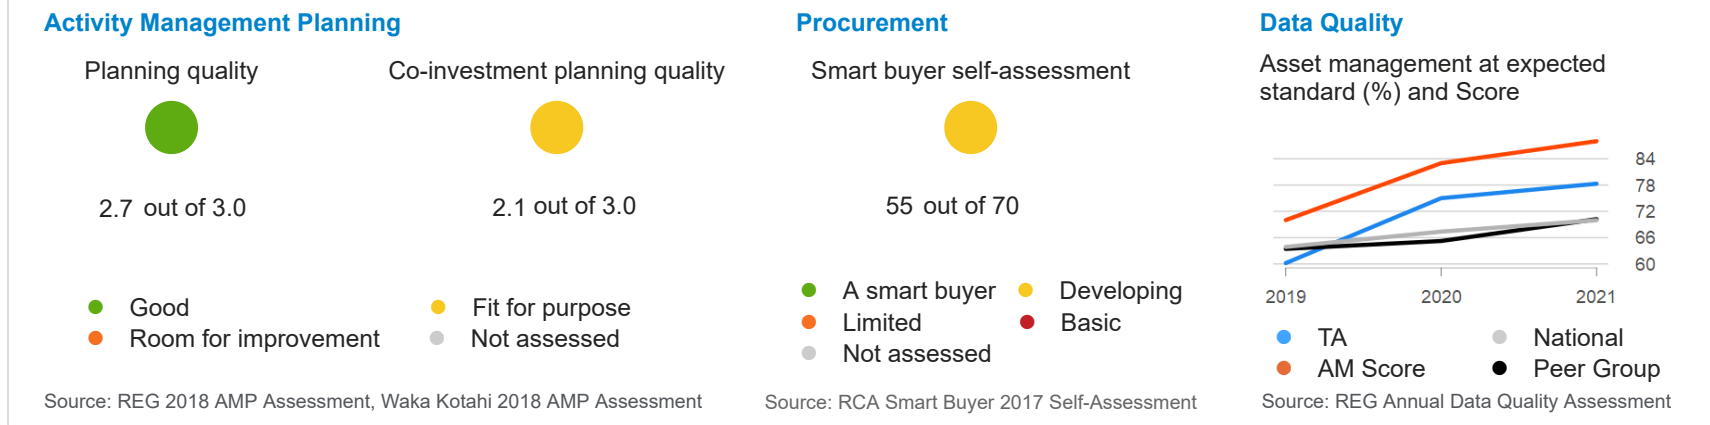 Activity Management Planning
Planning quality
Co-investment planning quality
2.7 out of 3.0
2.1 out of 3.0
Good
Fit for purpose
Room for improvement
Not assessed
Source: REG 2018 AMP Assessment, Waka Kotahi 2018 AMP Assessment
Procurement
Smart buyer self-assessment
55 out of 70
A smart buyer
Developing
Limited
Basic
Not assessed
Source: RCA Smart Buyer 2017 Self-Assessment
Data Quality
Asset management at expected
standard (%) and Score
84
78
72
66
60
2019 2020 2021
TA
National
AM Score
Peer Group
Source: REG Annual Data Quality Assessment